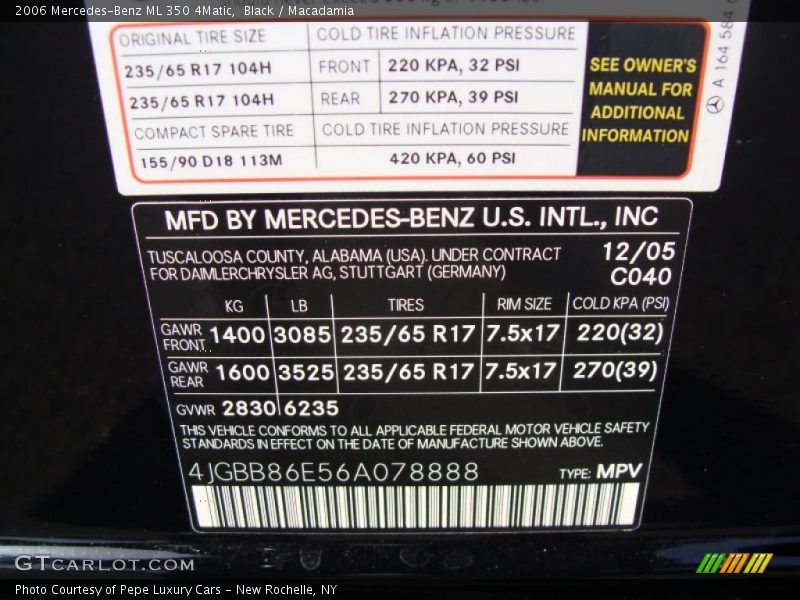 2006 Mercedes-Benz ML 350 4Matic, Black / Macadamia
ORIGINAL TIRE SIZE COLD TIRE INFLATION PRESSURE
235/65 R17 104H FRONT 220 KPA, 32 PSI
235/65 R17 104H REAR 270 KPA, 39 PSI
COMPACT SPARE TIRE COLD TIRE INFLATION PRESSURE
155/90 D18 113M 420 KPA, 60 PSI
SEE OWNER'S
MANUAL FOR
ADDITIONAL
INFORMATION
A 164 584
MFD BY MERCEDES-BENZ U.S. INTL., INC
TUSCALOOSA COUNTY, ALABAMA (USA). UNDER CONTRACT 12/05
FOR DAIMLERCHRYSLER AG, STUTTGART (GERMANY) C040
KG LB TIRES RIM SIZE COLD KPA (PSI)
GAWR FRONT 1400 3085 235/65 R17 7.5x17 220(32)
GAWR REAR 1600 3525 235/65 R17 7.5x17 270(39)
GVWR 2830 6235
THIS VEHICLE CONFORMS TO ALL APPLICABLE FEDERAL MOTOR VEHICLE SAFETY
STANDARDS IN EFFECT ON THE DATE OF MANUFACTURE SHOWN ABOVE.
4JGBB86E56A078888 TYPE: MPV
GTCARLOT.COM
Photo Courtesy of Pepe Luxury Cars - New Rochelle, NY